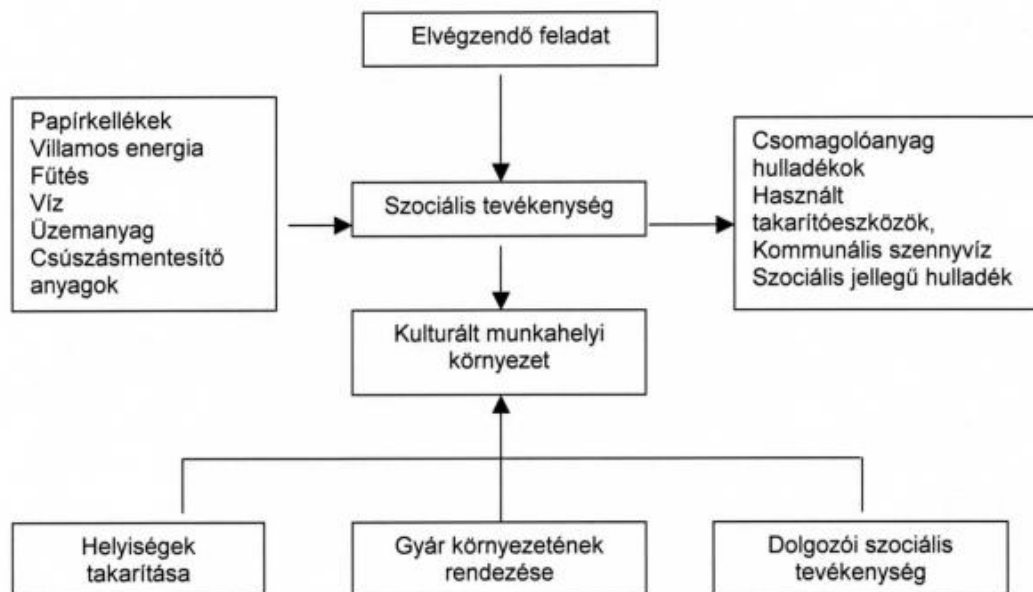 Elvégzendő feladat
Papírkellékek
Villamos energia
Fűtés
Víz
Üzemanyag
Csúszásmentesítő
anyagok
Szociális tevékenység
Csomagolóanyag
hulladékok
Használt
takarítóeszközök,
Kommunális szennyvíz
Szociális jellegű hulladék
Kulturált munkahelyi
környezet
Helyiségek
takarítása
Gyár környezetének
rendezése
Dolgozói szociális
tevékenység